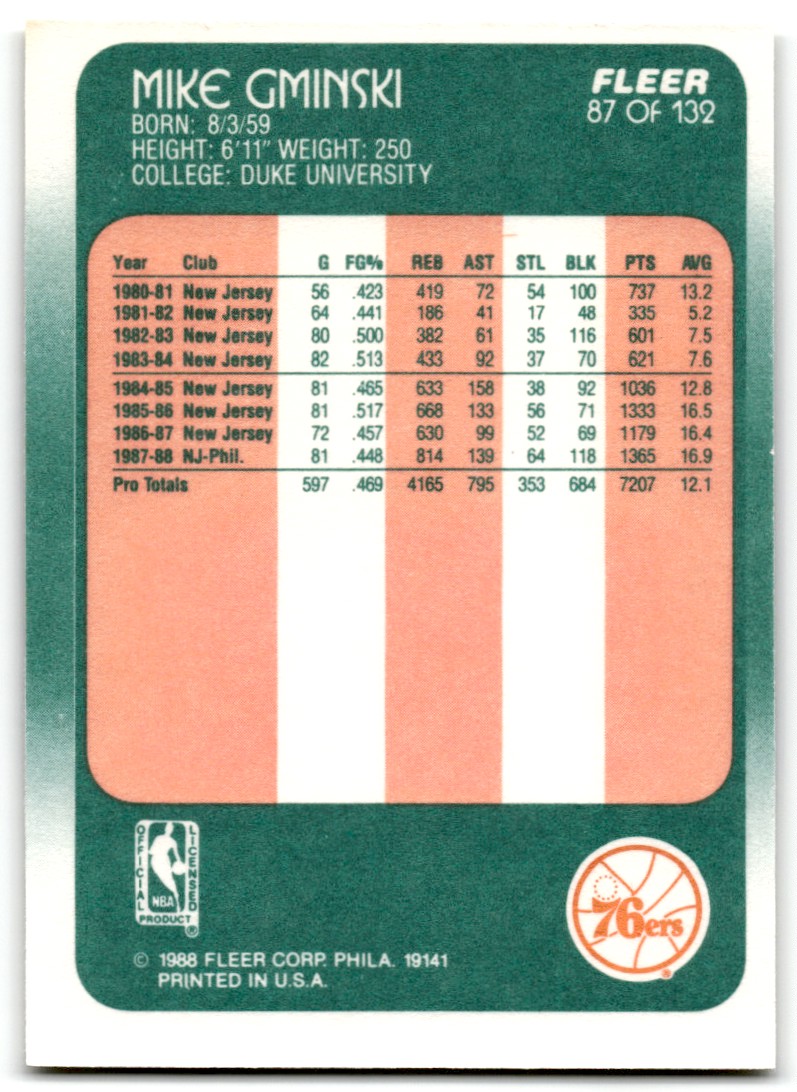 MIKE GMINSKI
FLEER
87 OF 132
BORN: 8/3/59
HEIGHT: 6'11" WEIGHT: 250
COLLEGE: DUKE UNIVERSITY
Year Club G FG% REB AST STL BLK PTS AVG
1980-81 New Jersey 56 .423 419 72 54 100 737 13.2
1981-82 New Jersey 64 .441 186 41 17 48 335 5.2
1982-83 New Jersey 80 .500 382 61 35 116 601 7.5
1983-84 New Jersey 82 .513 433 92 37 70 621 7.6
1984-85 New Jersey 81 .465 633 158 38 92 1036 12.8
1985-86 New Jersey 81 .517 668 133 56 71 1333 16.5
1986-87 New Jersey 72 .457 630 99 52 69 1179 16.4
1987-88 NJ-Phil. 81 .448 814 139 64 118 1365 16.9
Pro Totals 597 .469 4165 795 353 684 7207 12.1
OFFICIAL
LICENSED
NBA
PRODUCT
®
76ers
®
© 1988 FLEER CORP. PHILA. 19141
PRINTED IN U.S.A.